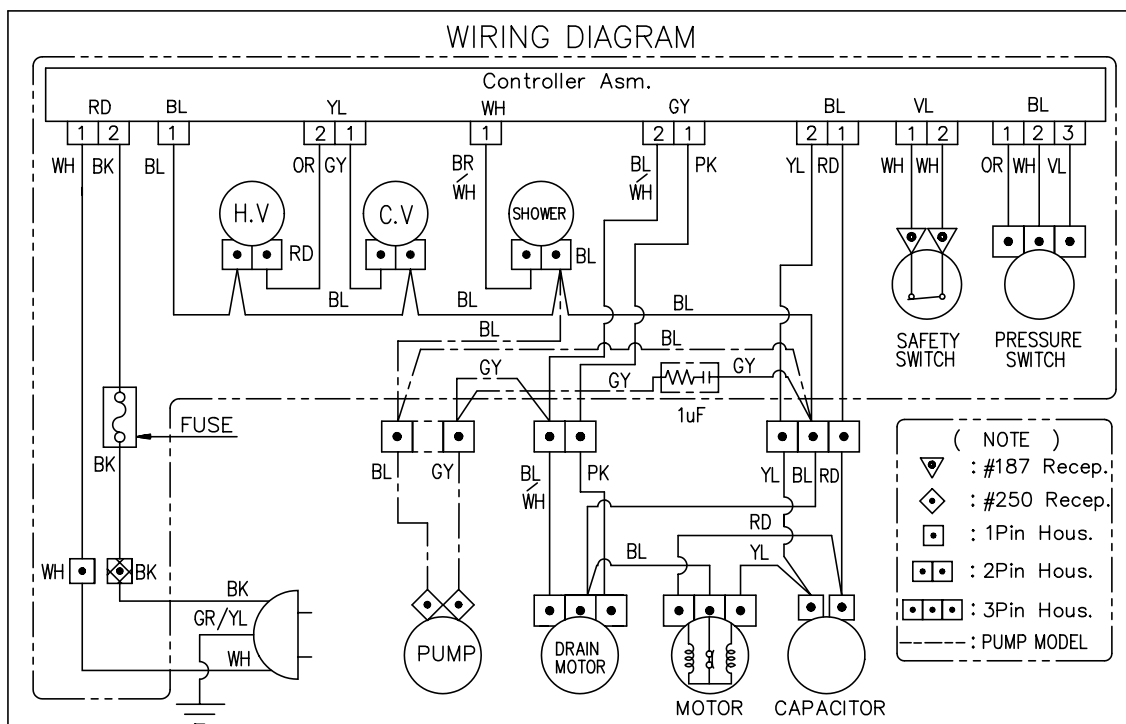 WIRING DIAGRAM
Controller Asm.
RD BL YL WH GY BL VL BL
1 2 1 2 1 1 2 1 2 1 1 2 1 2 3
WH BK BL OR GY BR/WH BL/WH PK YL RD WH WH OR WH VL
H.V C.V SHOWER
RD BL
BL BL BL
BL BL
SAFETY SWITCH
PRESSURE SWITCH
GY GY GY
1uF
FUSE
BK
BL GY BL/WH PK YL BL RD
( NOTE )
: #187 Recep.
: #250 Recep.
: 1Pin Hous.
: 2Pin Hous.
: 3Pin Hous.
: PUMP MODEL
RD
BL YL
WH BK
BK
GR/YL
WH
PUMP
DRAIN MOTOR
MOTOR
CAPACITOR